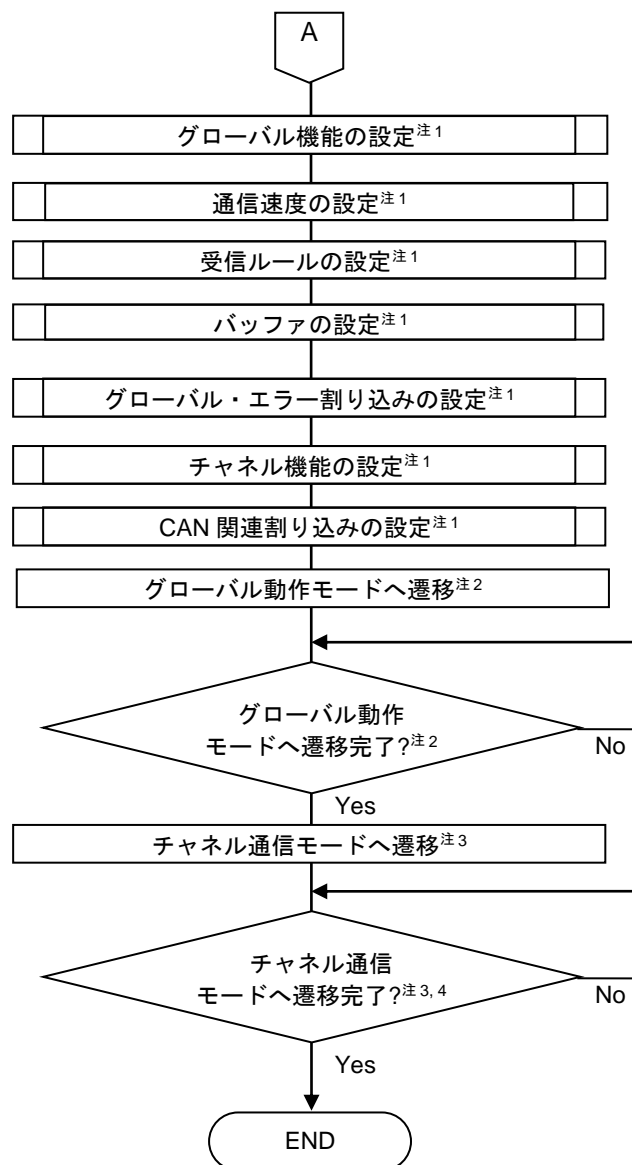 A
グローバル機能の設定注1
通信速度の設定注1
受信ルールの設定注1
バッファの設定注1
グローバル・エラー割り込みの設定注1
チャネル機能の設定注1
CAN 関連割り込みの設定注1
グローバル動作モードへ遷移注2
グローバル動作
モードへ遷移完了?注2
No
Yes
チャネル通信モードへ遷移注3
チャネル通信
モードへ遷移完了?注3, 4
No
Yes
END